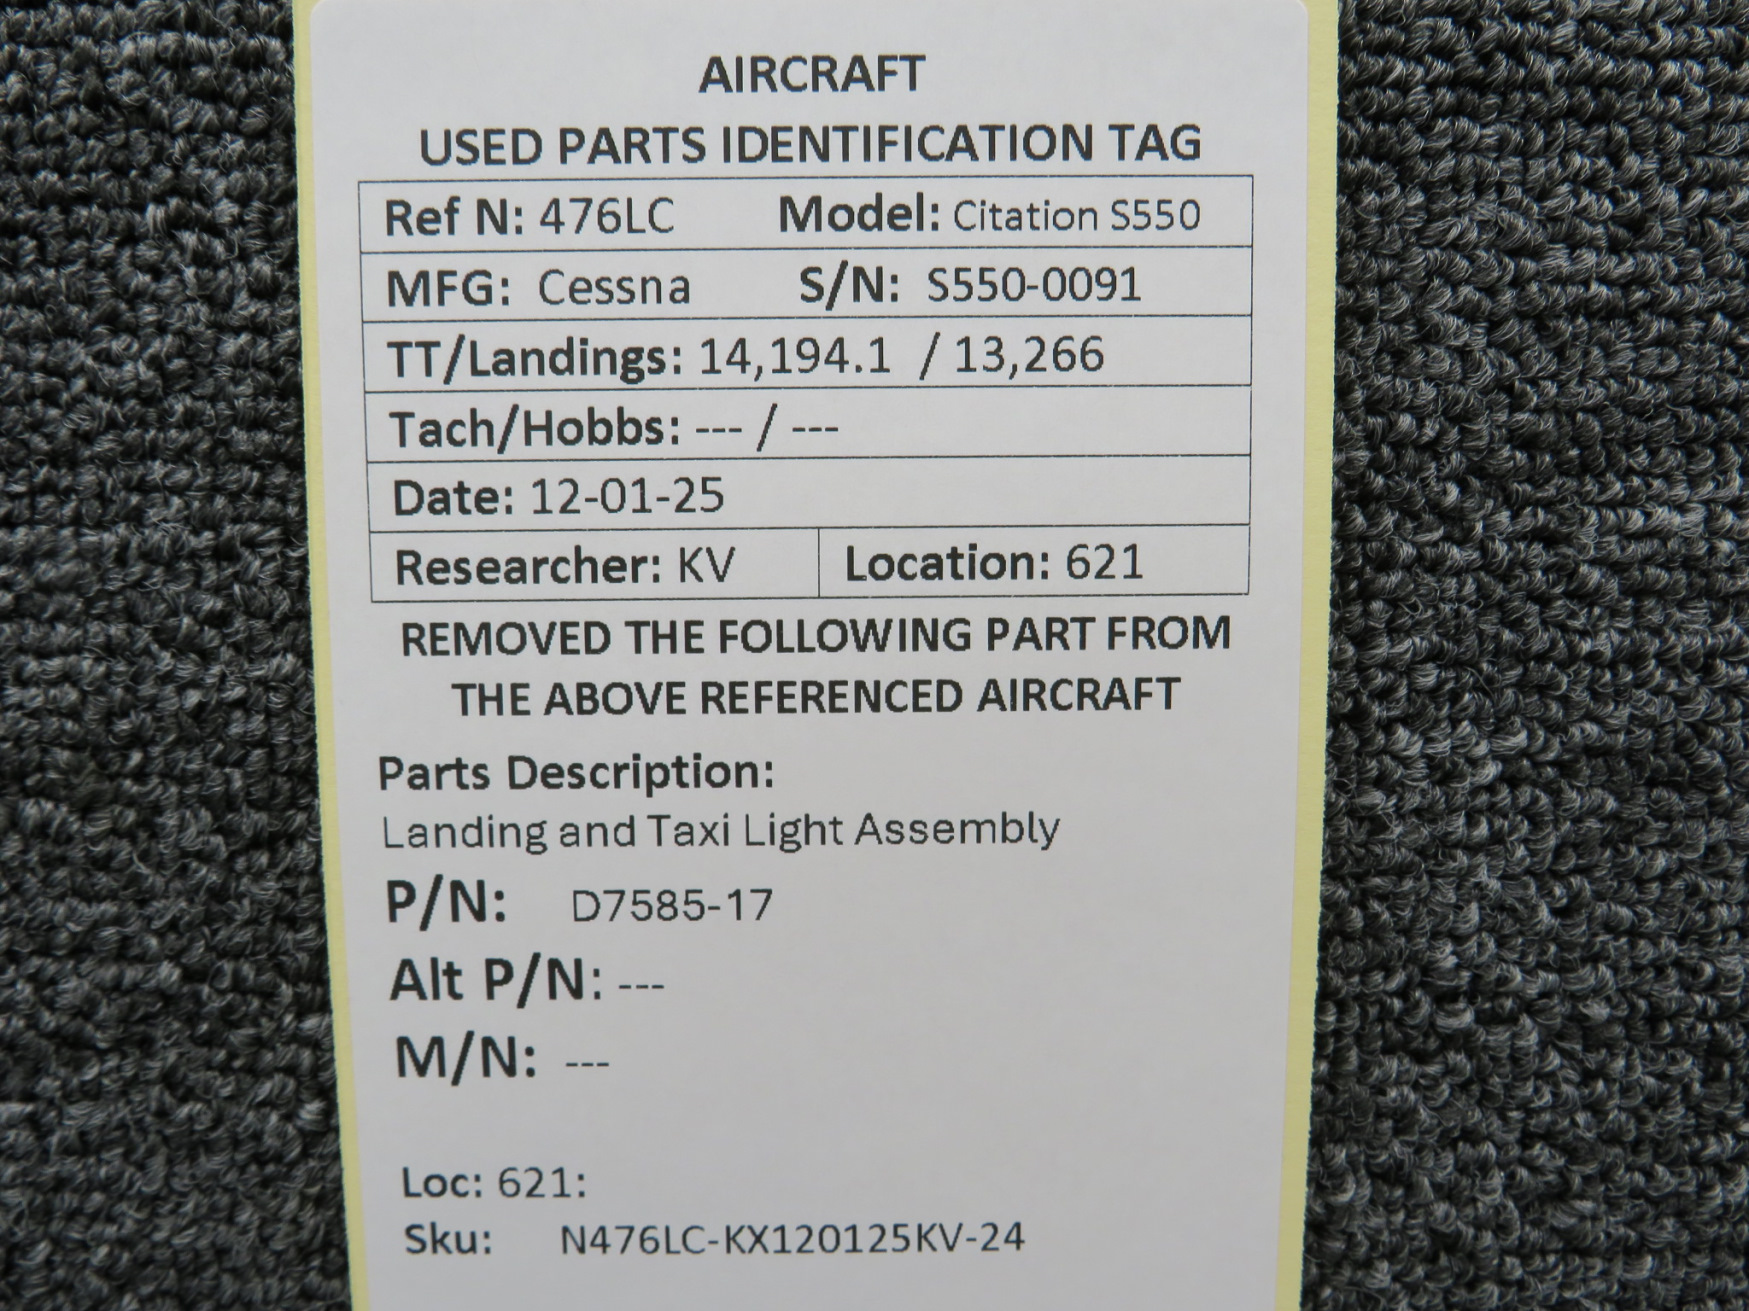 AIRCRAFT
USED PARTS IDENTIFICATION TAG
Ref N: 476LC Model: Citation S550
MFG: Cessna S/N: S550-0091
TT/Landings: 14,194.1 / 13,266
Tach/Hobbs: --- / ---
Date: 12-01-25
Researcher: KV Location: 621
REMOVED THE FOLLOWING PART FROM
THE ABOVE REFERENCED AIRCRAFT
Parts Description:
Landing and Taxi Light Assembly
P/N: D7585-17
Alt P/N: ---
M/N: ---
Loc: 621:
Sku: N476LC-KX120125KV-24